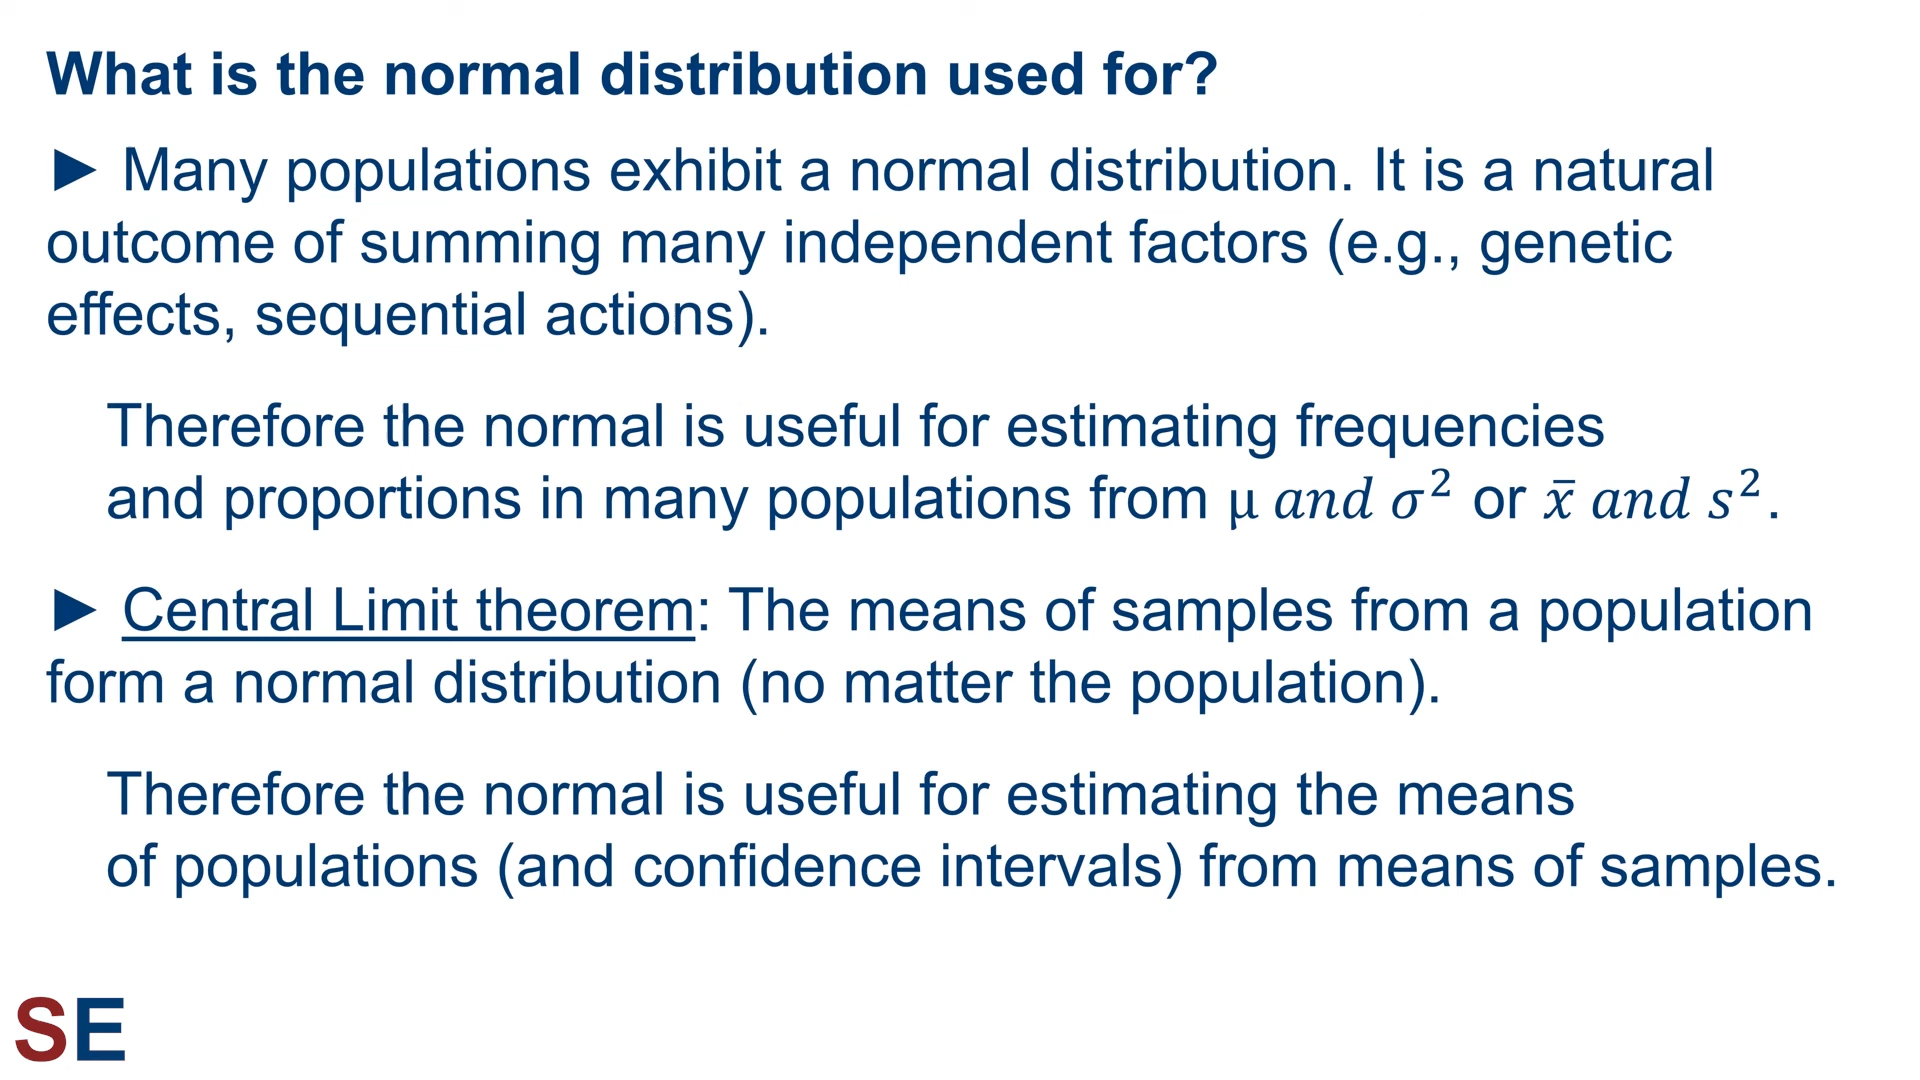 What is the normal distribution used for?
► Many populations exhibit a normal distribution. It is a natural
outcome of summing many independent factors (e.g., genetic
effects, sequential actions).
Therefore the normal is useful for estimating frequencies
and proportions in many populations from μ and σ² or x̄ and s².
► Central Limit theorem: The means of samples from a population
form a normal distribution (no matter the population).
Therefore the normal is useful for estimating the means
of populations (and confidence intervals) from means of samples.
SE